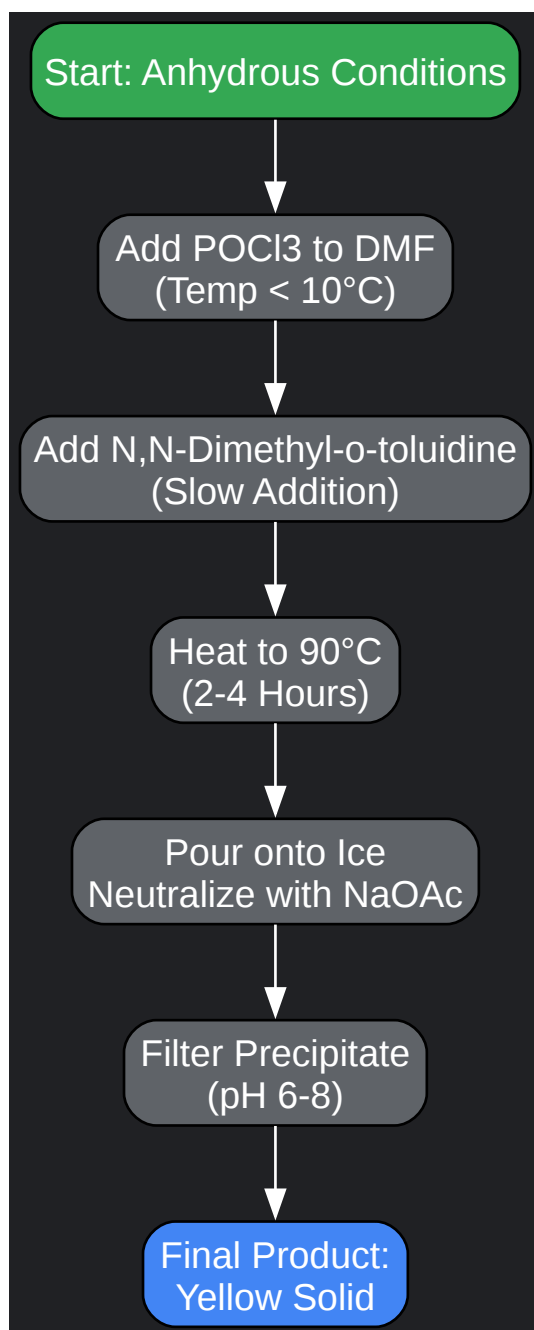 Start: Anhydrous Conditions
Add POCl3 to DMF
(Temp < 10°C)
Add N,N-Dimethyl-o-toluidine
(Slow Addition)
Heat to 90°C
(2-4 Hours)
Pour onto Ice
Neutralize with NaOAc
Filter Precipitate
(pH 6-8)
Final Product:
Yellow Solid